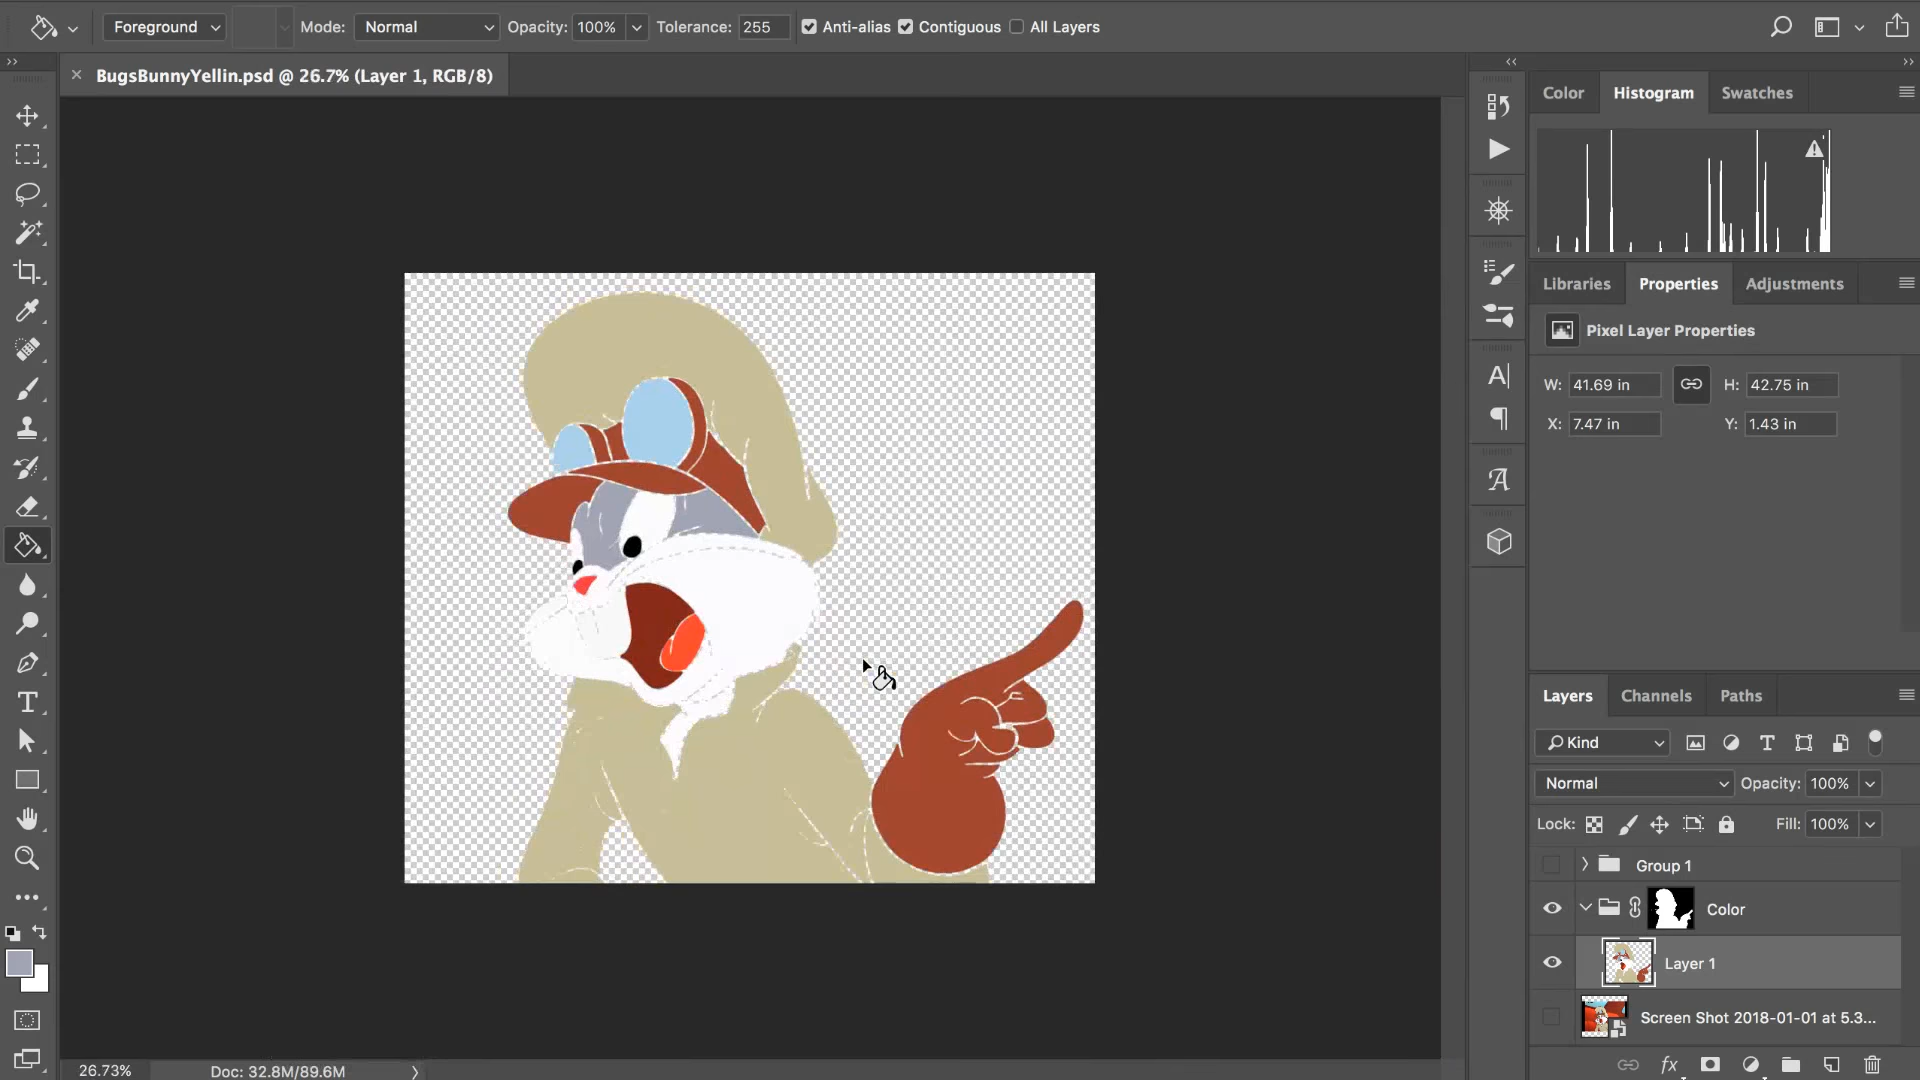 Foreground Mode: Normal Opacity: 100% Tolerance: 255 Anti-alias Contiguous All Layers
BugsBunnyYellin.psd @ 26.7% (Layer 1, RGB/8)
Color Histogram Swatches
Libraries Properties Adjustments
Pixel Layer Properties
W: 41.69 in H: 42.75 in
X: 7.47 in Y: 1.43 in
Layers Channels Paths
Kind
Normal Opacity: 100%
Lock: Fill: 100%
Group 1
Color
Layer 1
Screen Shot 2018-01-01 at 5.3...
fx
26.73% Doc: 32.8M/89.6M